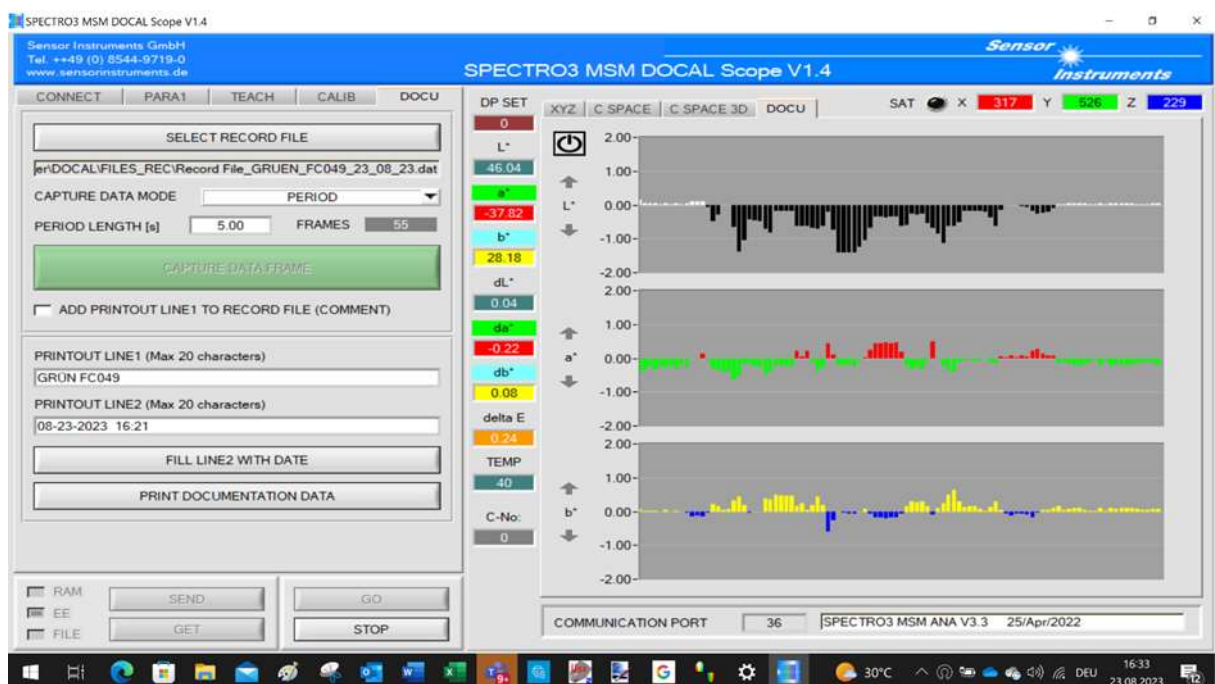 SPECTRO3 MSM DOCAL Scope V1.4
Sensor Instruments GmbH
Tel. ++49 (0) 8544-9719-0
www.sensorinstruments.de
SPECTRO3 MSM DOCAL Scope V1.4
Sensor
Instruments
CONNECT PARA1 TEACH CALIB DOCU
SELECT RECORD FILE
er\DOCAL\FILES_REC\Record File_GRUEN_FC049_23_08_23.dat
CAPTURE DATA MODE PERIOD
PERIOD LENGTH [s] 5.00 FRAMES 55
CAPTURE DATA FRAME
ADD PRINTOUT LINE1 TO RECORD FILE (COMMENT)
PRINTOUT LINE1 (Max 20 characters)
GRÜN FC049
PRINTOUT LINE2 (Max 20 characters)
08-23-2023 16:21
FILL LINE2 WITH DATE
PRINT DOCUMENTATION DATA
RAM
EE
FILE
SEND GO
GET STOP
DP SET
0
L*
46.04
a*
-37.82
b*
28.18
dL*
0.04
da*
-0.22
db*
0.08
delta E
0.24
TEMP
40
C-No:
0
XYZ C SPACE C SPACE 3D DOCU
SAT X 317 Y 526 Z 229
2.00
1.00
L* 0.00
-1.00
-2.00
2.00
1.00
a* 0.00
-1.00
-2.00
2.00
1.00
b* 0.00
-1.00
-2.00
COMMUNICATION PORT 36 SPECTRO3 MSM ANA V3.3 25/Apr/2022
30°C DEU 16:33
23.08.2023